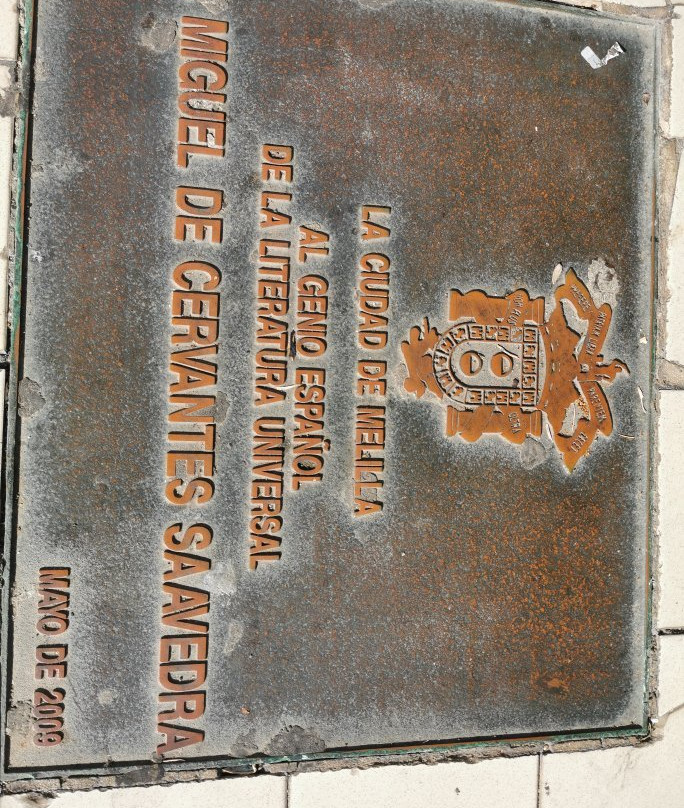 LA CIUDAD DE MELILLA
AL GENIO ESPAÑOL
DE LA LITERATURA UNIVERSAL
MIGUEL DE CERVANTES SAAVEDRA
MAYO DE 2009